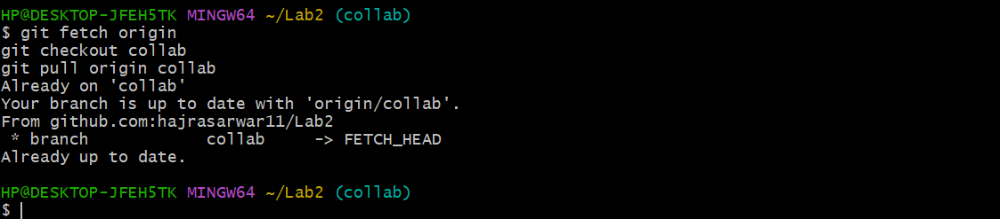 HP@DESKTOP-JFEH5TK MINGW64 ~/Lab2 (collab)
$ git fetch origin
git checkout collab
git pull origin collab
Already on 'collab'
Your branch is up to date with 'origin/collab'.
From github.com:hajrasarwar11/Lab2
 * branch            collab     -> FETCH_HEAD
Already up to date.
HP@DESKTOP-JFEH5TK MINGW64 ~/Lab2 (collab)
$